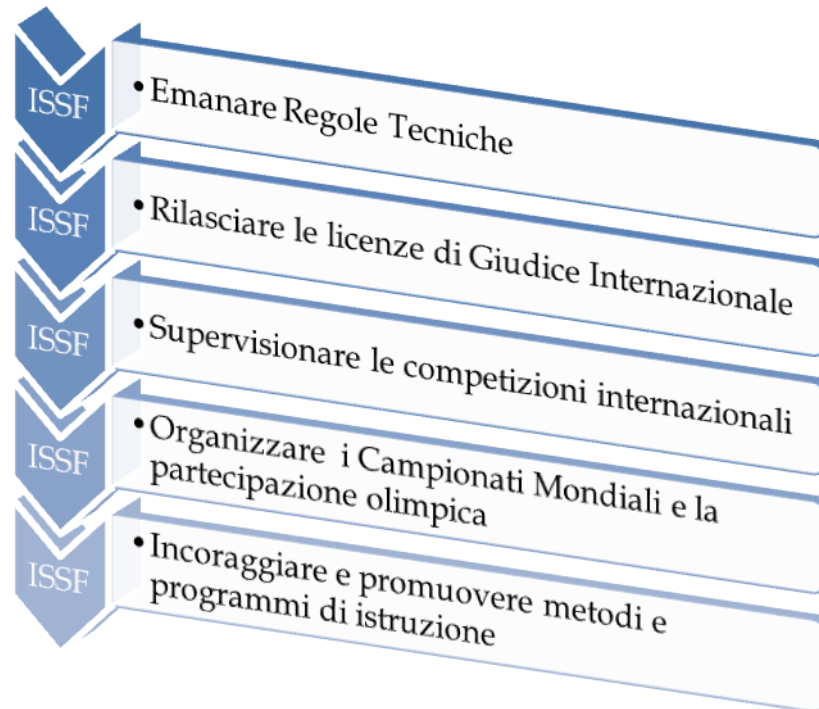 ISSF
• Emanare Regole Tecniche
ISSF
• Rilasciare le licenze di Giudice Internazionale
ISSF
• Supervisionare le competizioni internazionali
ISSF
• Organizzare i Campionati Mondiali e la
partecipazione olimpica
ISSF
• Incoraggiare e promuovere metodi e
programmi di istruzione